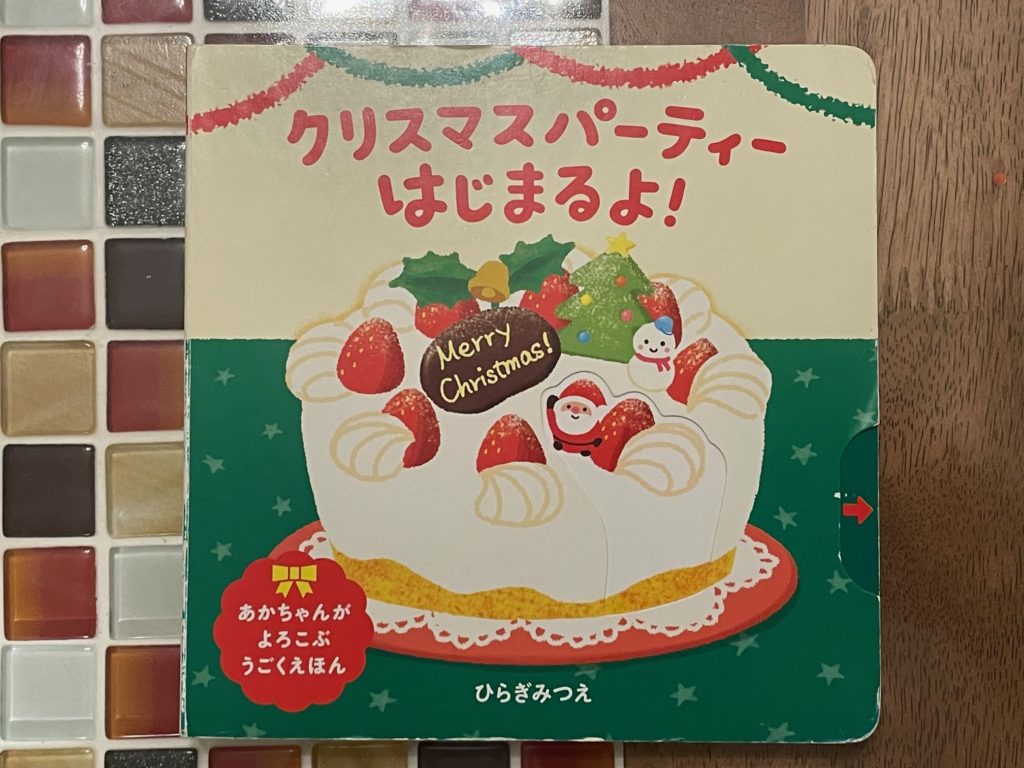 クリスマスパーティー
はじまるよ!
Merry
Christmas!
あかちゃんが
よろこぶ
うごくえほん
ひらぎみつえ